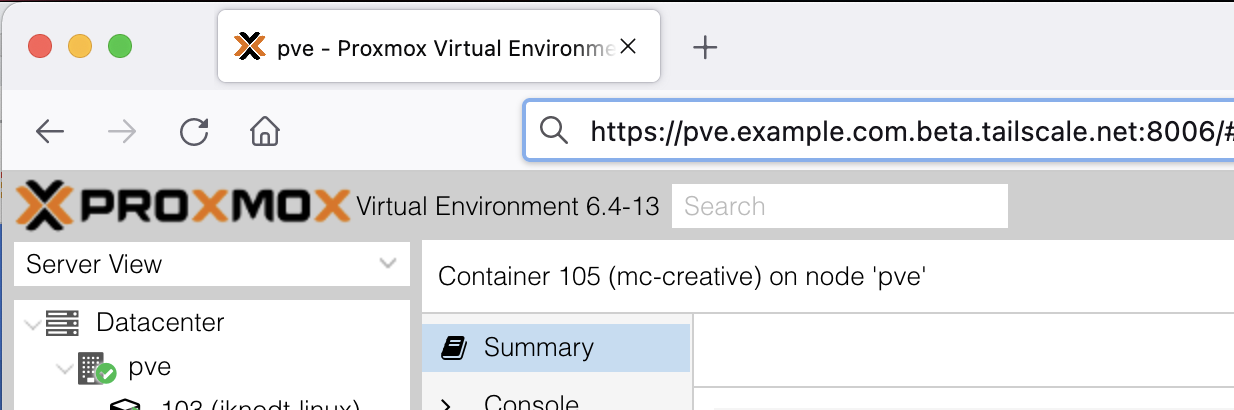 pve - Proxmox Virtual Environme
https://pve.example.com.beta.tailscale.net:8006/#
PROXMOX Virtual Environment 6.4-13 Search
Server View
Container 105 (mc-creative) on node 'pve'
Datacenter
Summary
pve
Console
103 (jknodt-linux)